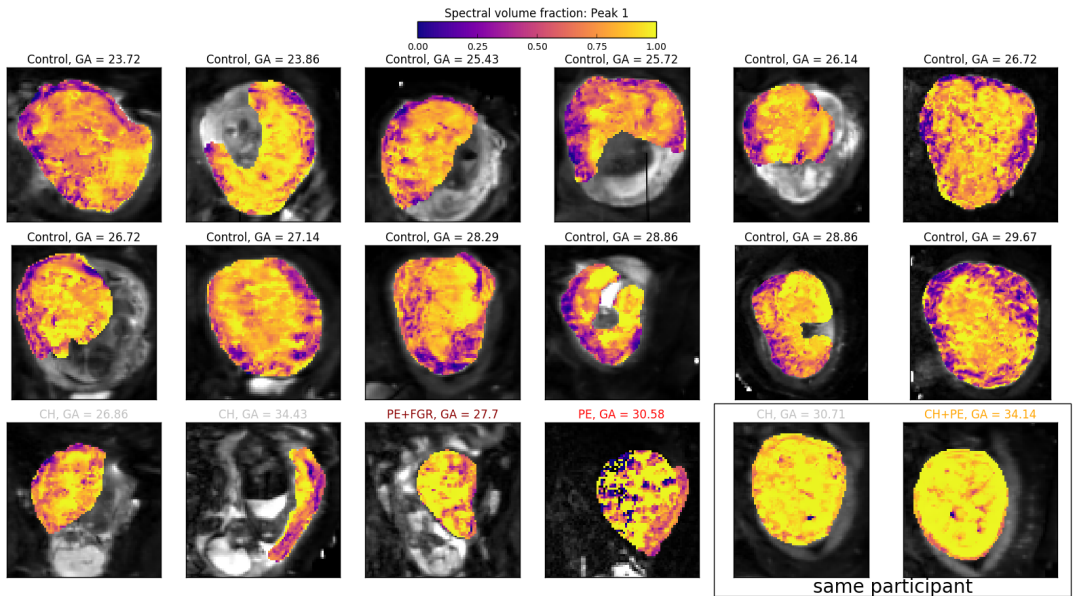 Spectral volume fraction: Peak 1
0.00 0.25 0.50 0.75 1.00
Control, GA = 23.72 Control, GA = 23.86 Control, GA = 25.43 Control, GA = 25.72 Control, GA = 26.14 Control, GA = 26.72
Control, GA = 26.72 Control, GA = 27.14 Control, GA = 28.29 Control, GA = 28.86 Control, GA = 28.86 Control, GA = 29.67
CH, GA = 26.86 CH, GA = 34.43 PE+FGR, GA = 27.7 PE, GA = 30.58 CH, GA = 30.71 CH+PE, GA = 34.14
same participant